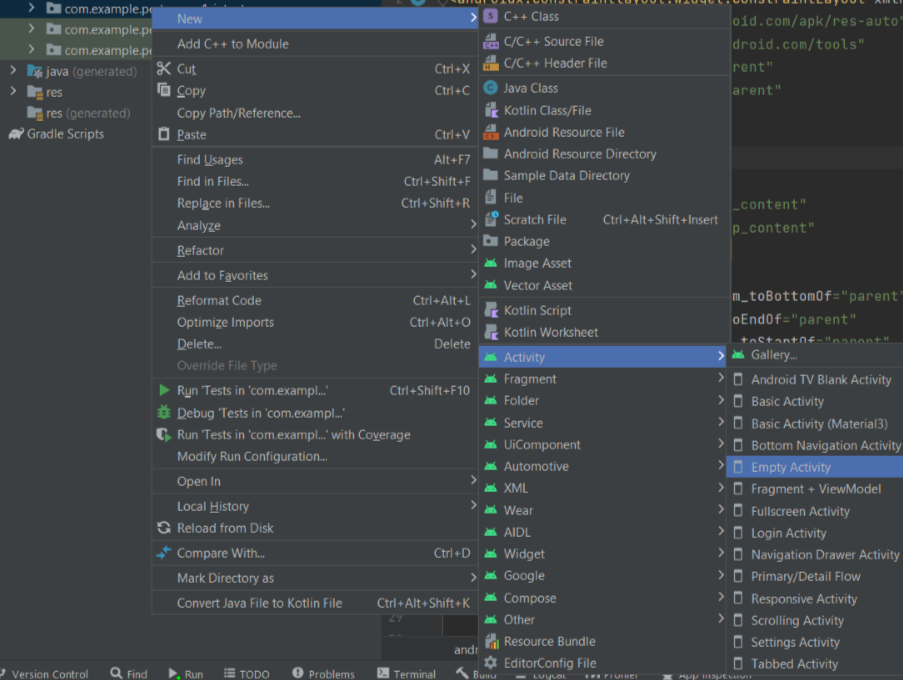 com.example.pe
New
C++ Class
com.example.pe
Add C++ to Module
com.example.pe
Cut Ctrl+X
C/C++ Source File
oid.com/apk/res-auto"
java (generated)
Copy Ctrl+C
C/C++ Header File
droid.com/tools"
res
Copy Path/Reference...
Java Class
rent"
res (generated)
Paste Ctrl+V
Kotlin Class/File
arent"
Gradle Scripts
Find Usages Alt+F7
Android Resource File
Find in Files... Ctrl+Shift+F
Android Resource Directory
Replace in Files... Ctrl+Shift+R
Sample Data Directory
Analyze
File
_content"
Refactor
Scratch File Ctrl+Alt+Shift+Insert
p_content"
Add to Favorites
Package
Reformat Code Ctrl+Alt+L
Image Asset
Optimize Imports Ctrl+Alt+O
Vector Asset
m_toBottomOf="parent"
Delete... Delete
Kotlin Script
oEndOf="parent"
Override File Type
Kotlin Worksheet
_toStartOf="parent"
Run 'Tests in 'com.exampl...' Ctrl+Shift+F10
Activity
Gallery...
Debug 'Tests in 'com.exampl...'
Fragment
Android TV Blank Activity
Run 'Tests in 'com.exampl...' with Coverage
Folder
Basic Activity
Modify Run Configuration...
Service
Basic Activity (Material3)
Open In
UiComponent
Bottom Navigation Activity
Local History
Automotive
Empty Activity
Reload from Disk
XML
Fragment + ViewModel
Compare With... Ctrl+D
Wear
Fullscreen Activity
Mark Directory as
AIDL
Login Activity
Convert Java File to Kotlin File Ctrl+Alt+Shift+K
Widget
Navigation Drawer Activity
Google
Primary/Detail Flow
Compose
Responsive Activity
29
Other
Scrolling Activity
andr
Resource Bundle
Settings Activity
EditorConfig File
Tabbed Activity
Version Control Find Run TODO Problems Terminal Build Logcat Profiler App Inspection